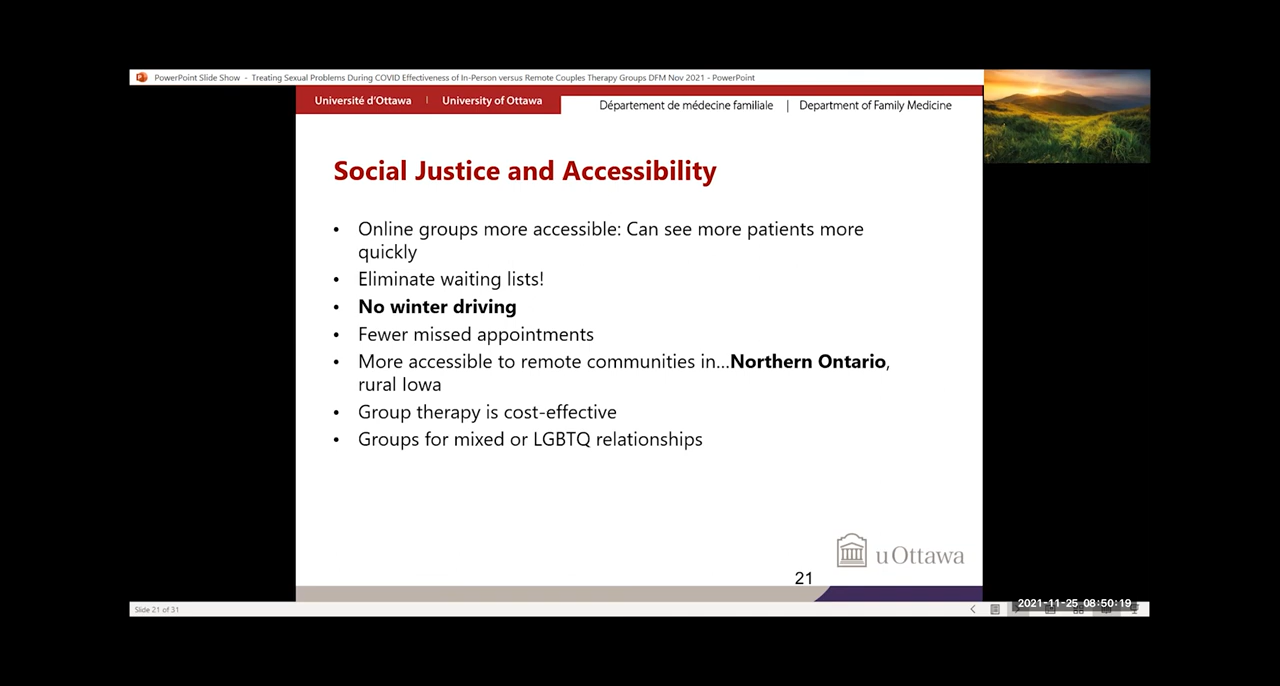 PowerPoint Slide Show - Treating Sexual Problems During COVID Effectiveness of In-Person versus Remote Couples Therapy Groups DFM Nov 2021 - PowerPoint
Université d'Ottawa | University of Ottawa
Département de médecine familiale | Department of Family Medicine
Social Justice and Accessibility
• Online groups more accessible: Can see more patients more
quickly
• Eliminate waiting lists!
• No winter driving
• Fewer missed appointments
• More accessible to remote communities in...Northern Ontario,
rural Iowa
• Group therapy is cost-effective
• Groups for mixed or LGBTQ relationships
uOttawa
21
Slide 21 of 31
2021-11-25 08:50:19